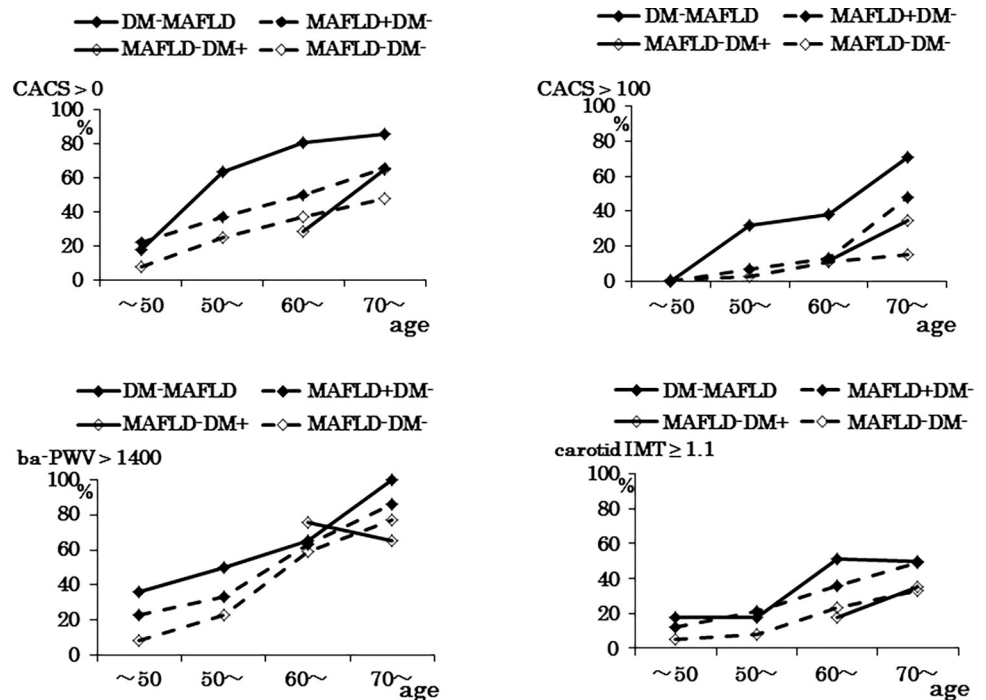 DM-MAFLD MAFLD+DM-
MAFLD-DM+ MAFLD-DM-
CACS > 0
100
%
80
60
40
20
0
～50 50～ 60～ 70～
age
DM-MAFLD MAFLD+DM-
MAFLD-DM+ MAFLD-DM-
CACS > 100
100
%
80
60
40
20
0
～50 50～ 60～ 70～
age
DM-MAFLD MAFLD+DM-
MAFLD-DM+ MAFLD-DM-
ba-PWV > 1400
100
%
80
60
40
20
0
～50 50～ 60～ 70～
age
DM-MAFLD MAFLD+DM-
MAFLD-DM+ MAFLD-DM-
carotid IMT ≥ 1.1
100
%
80
60
40
20
0
～50 50～ 60～ 70～
age